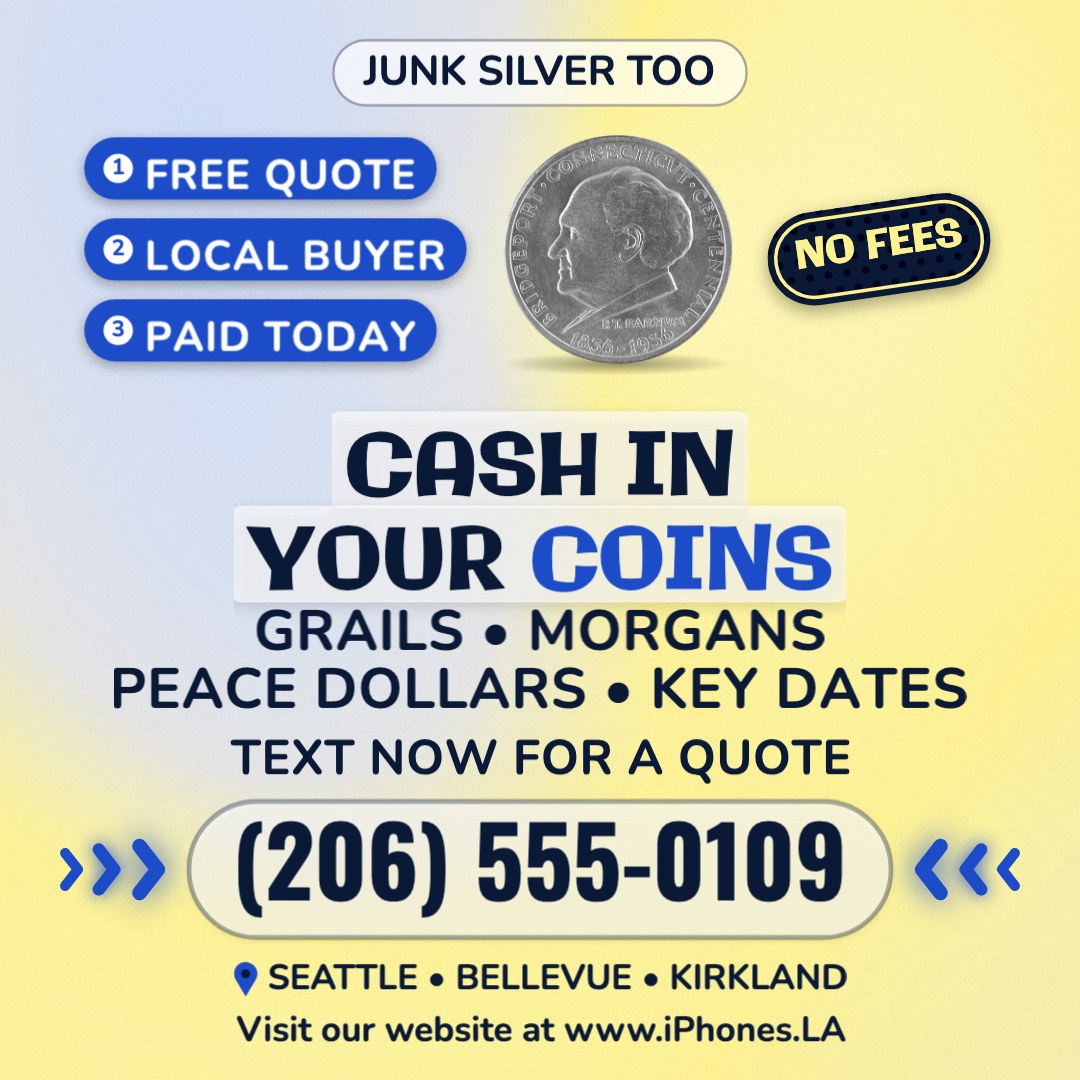 JUNK SILVER TOO
1 FREE QUOTE
2 LOCAL BUYER
3 PAID TODAY
BRIDGEPORT · CONNECTICUT · CENTENNIAL
P.T. BARNUM
1836-1936
NO FEES
CASH IN
YOUR COINS
GRAILS • MORGANS
PEACE DOLLARS • KEY DATES
TEXT NOW FOR A QUOTE
(206) 555-0109
SEATTLE • BELLEVUE • KIRKLAND
Visit our website at www.iPhones.LA